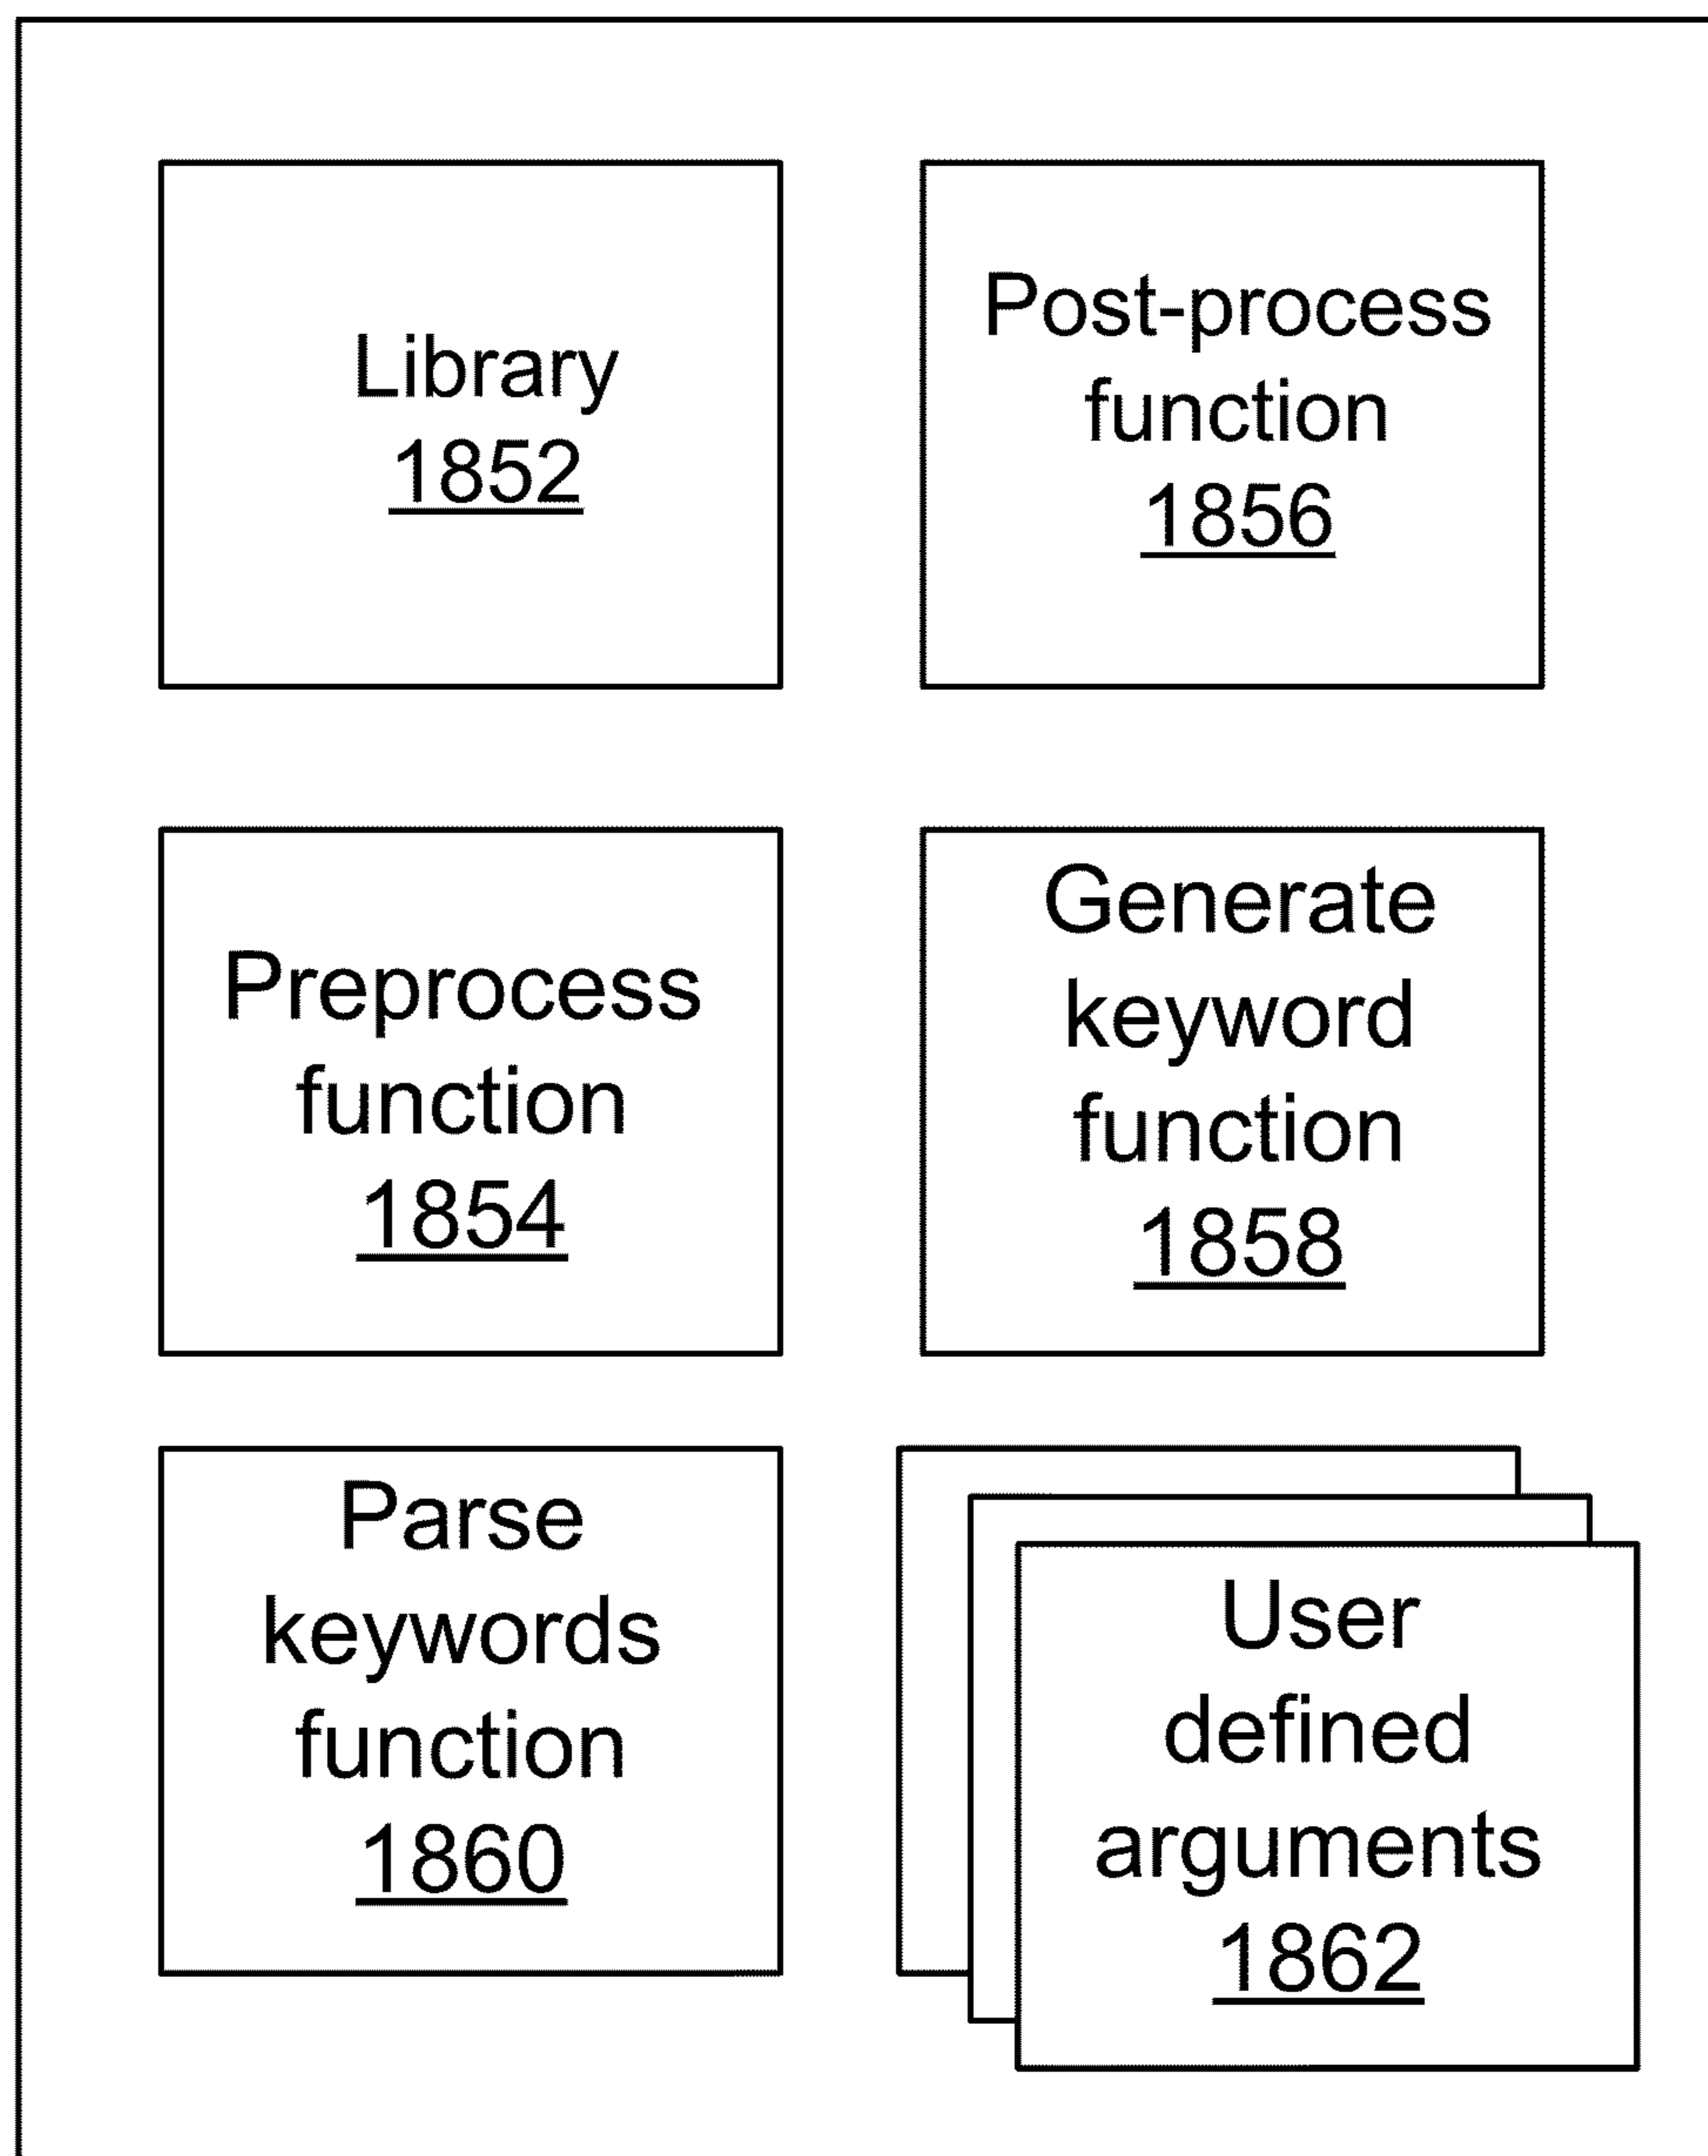 Library
1852
Post-process
function
1856
Preprocess
function
1854
Generate
keyword
function
1858
Parse
keywords
function
1860
User
defined
arguments
1862